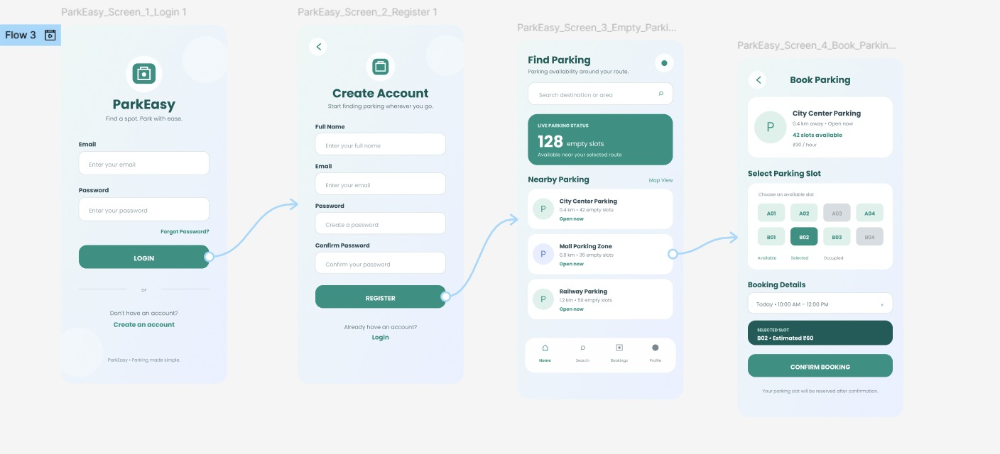 ParkEasy_Screen_1_Login 1
Flow 3
ParkEasy
Find a spot. Park with ease.
Email
Enter your email
Password
Enter your password
Forgot Password?
LOGIN
or
Don't have an account?
Create an account
ParkEasy • Parking made simple.
ParkEasy_Screen_2_Register 1
Create Account
Start finding parking wherever you go.
Full Name
Enter your full name
Email
Enter your email
Password
Create a password
Confirm Password
Confirm your password
REGISTER
Already have an account?
Login
ParkEasy_Screen_3_Empty_Parki...
Find Parking
Parking availability around your route.
Search destination or area
LIVE PARKING STATUS
128 empty slots
Available near your selected route
Nearby Parking
Map View
P
City Center Parking
0.4 km • 42 empty slots
Open now
P
Mall Parking Zone
0.8 km • 36 empty slots
Open now
P
Railway Parking
1.2 km • 50 empty slots
Open now
Home
Search
Bookings
Profile
ParkEasy_Screen_4_Book_Parkin...
Book Parking
P
City Center Parking
0.4 km away • Open now
42 slots available
₹30 / hour
Select Parking Slot
Choose an available slot
A01 A02 A03 A04
B01 B02 B03 B04
Available Selected Occupied
Booking Details
Today • 10:00 AM – 12:00 PM
SELECTED SLOT
B02 • Estimated ₹60
CONFIRM BOOKING
Your parking slot will be reserved after confirmation.